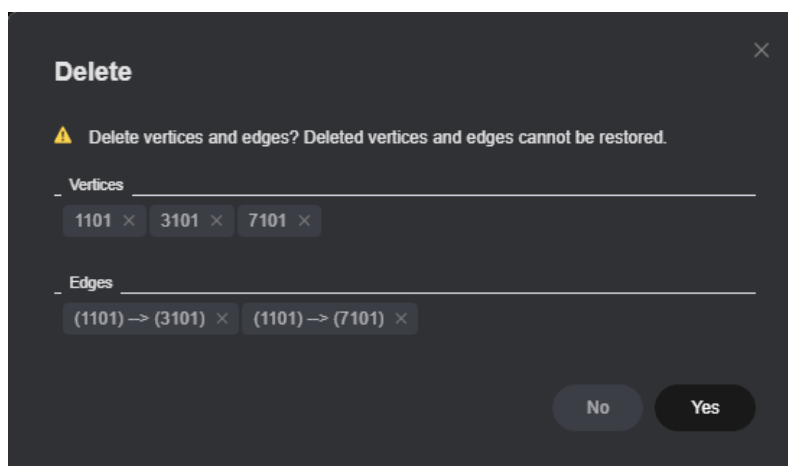 Delete
Delete vertices and edges? Deleted vertices and edges cannot be restored.
Vertices
1101 × 3101 × 7101 ×
Edges
(1101) --> (3101) × (1101) --> (7101) ×
No Yes